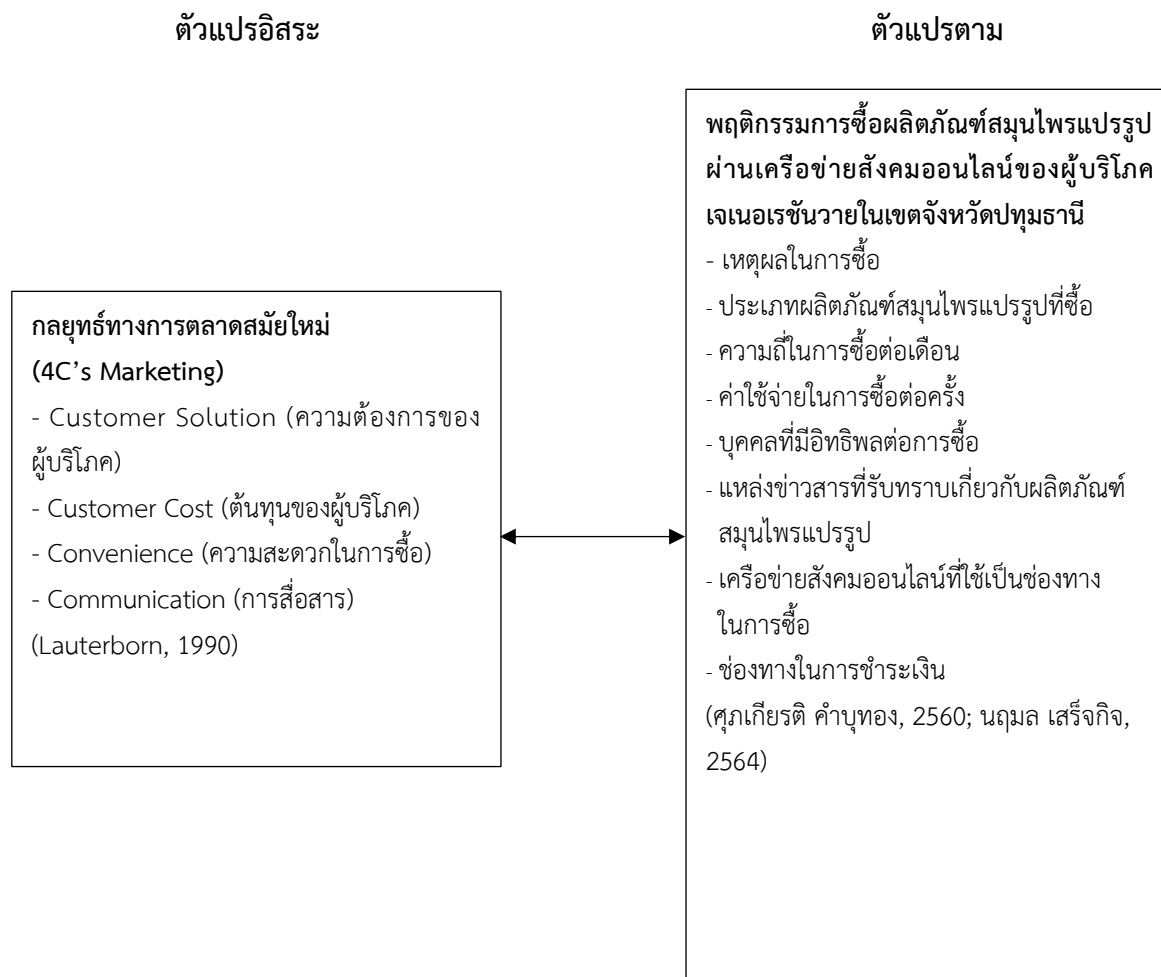 ตัวแปรอิสระ
ตัวแปรตาม
กลยุทธ์ทางการตลาดสมัยใหม่
(4C’s Marketing)
- Customer Solution (ความต้องการของ
ผู้บริโภค)
- Customer Cost (ต้นทุนของผู้บริโภค)
- Convenience (ความสะดวกในการซื้อ)
- Communication (การสื่อสาร)
(Lauterborn, 1990)
พฤติกรรมการซื้อผลิตภัณฑ์สมุนไพรแปรรูป
ผ่านเครือข่ายสังคมออนไลน์ของผู้บริโภค
เจเนอเรชันวายในเขตจังหวัดปทุมธานี
- เหตุผลในการซื้อ
- ประเภทผลิตภัณฑ์สมุนไพรแปรรูปที่ซื้อ
- ความถี่ในการซื้อต่อเดือน
- ค่าใช้จ่ายในการซื้อต่อครั้ง
- บุคคลที่มีอิทธิพลต่อการซื้อ
- แหล่งข่าวสารที่รับทราบเกี่ยวกับผลิตภัณฑ์
สมุนไพรแปรรูป
- เครือข่ายสังคมออนไลน์ที่ใช้เป็นช่องทาง
ในการซื้อ
- ช่องทางในการชำระเงิน
(ศุภเกียรติ คำบุทอง, 2560; นฤมล เสร็จกิจ,
2564)